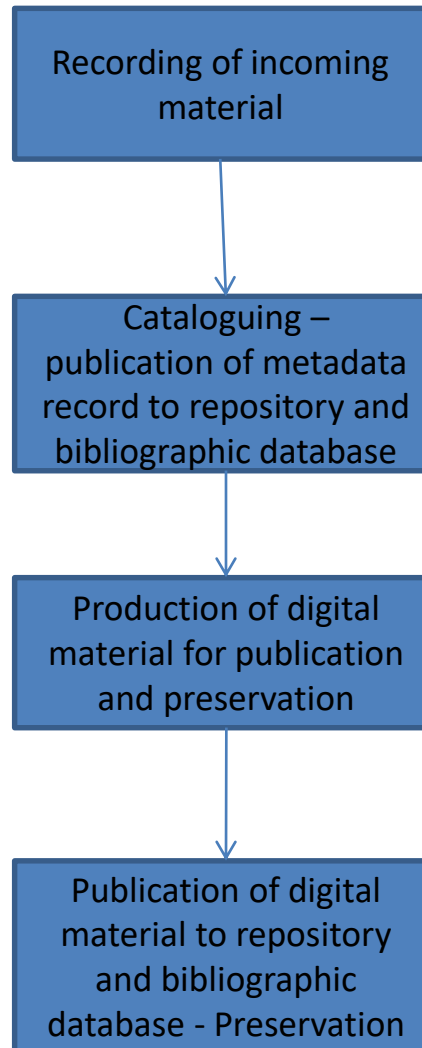 Recording of incoming
material
Cataloguing –
publication of metadata
record to repository and
bibliographic database
Production of digital
material for publication
and preservation
Publication of digital
material to repository
and bibliographic
database - Preservation